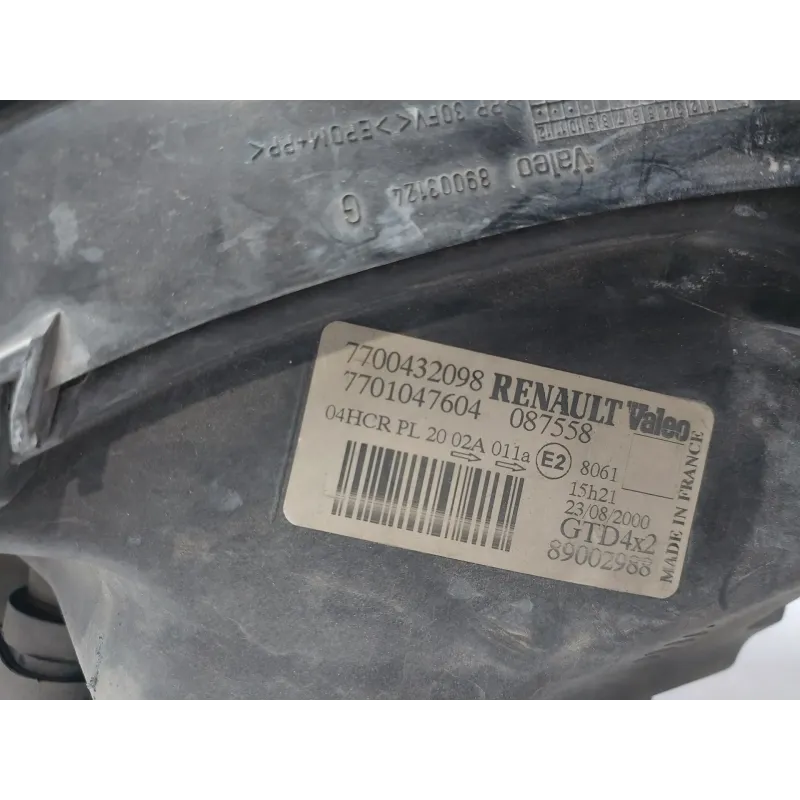 >PP 30FV<>EPDM+PP<
Valeo 89003124 G
7700432098 RENAULT Valeo
7701047604 087558
04HCR PL 20 02A 011a E2 8061
15h21
23/08/2000
GTD4x2
89002988
MADE IN FRANCE